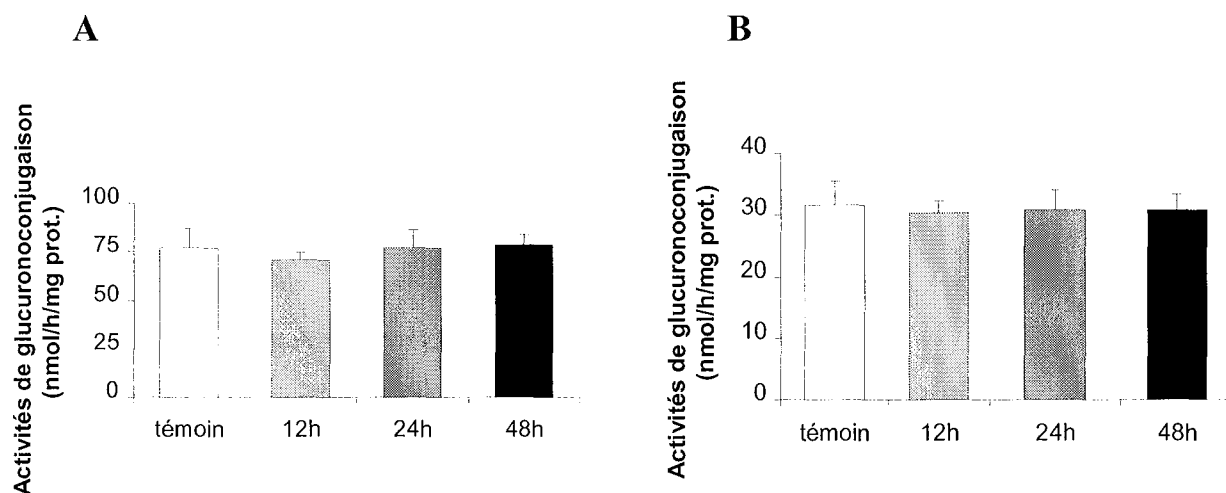 A
Activités de glucuronoconjugaison
(nmol/h/mg prot.)
100
75
50
25
0
témoin 12h 24h 48h
B
Activités de glucuronoconjugaison
(nmol/h/mg prot.)
40
30
20
10
0
témoin 12h 24h 48h